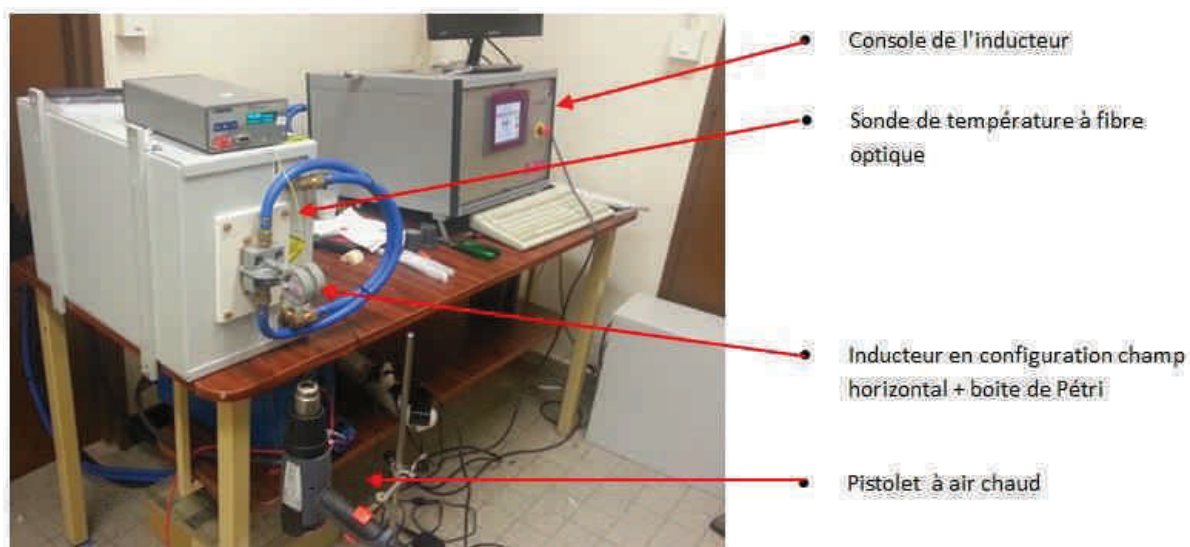 • Console de l'inducteur
• Sonde de température à fibre
optique
• Inducteur en configuration champ
horizontal + boite de Pétri
• Pistolet à air chaud